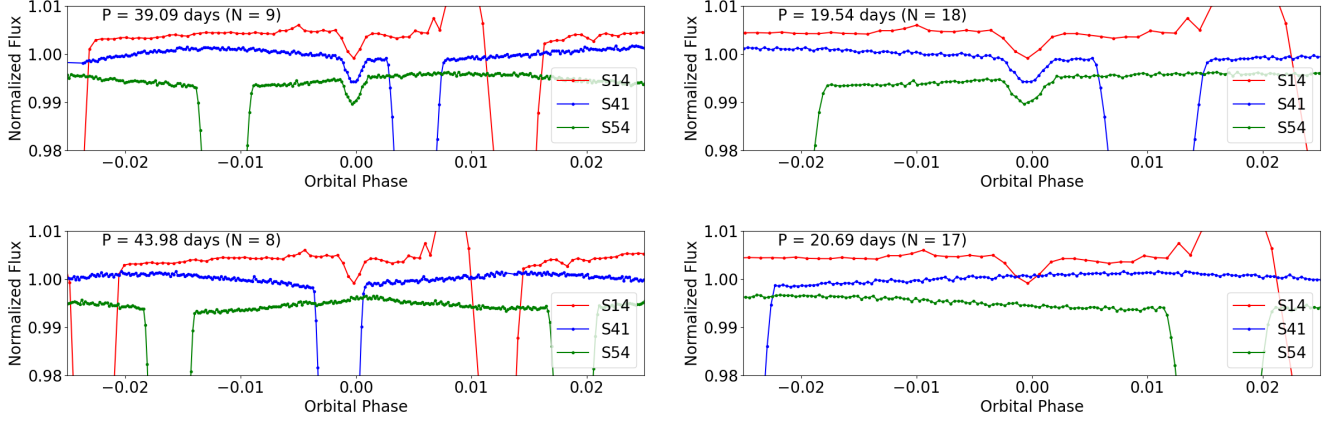 P = 39.09 days (N = 9)
Normalized Flux
1.01
1.00
0.99
0.98
S14
S41
S54
−0.02 −0.01 0.00 0.01 0.02
Orbital Phase
P = 19.54 days (N = 18)
Normalized Flux
1.01
1.00
0.99
0.98
S14
S41
S54
−0.02 −0.01 0.00 0.01 0.02
Orbital Phase
P = 43.98 days (N = 8)
Normalized Flux
1.01
1.00
0.99
0.98
S14
S41
S54
−0.02 −0.01 0.00 0.01 0.02
Orbital Phase
P = 20.69 days (N = 17)
Normalized Flux
1.01
1.00
0.99
0.98
S14
S41
S54
−0.02 −0.01 0.00 0.01 0.02
Orbital Phase